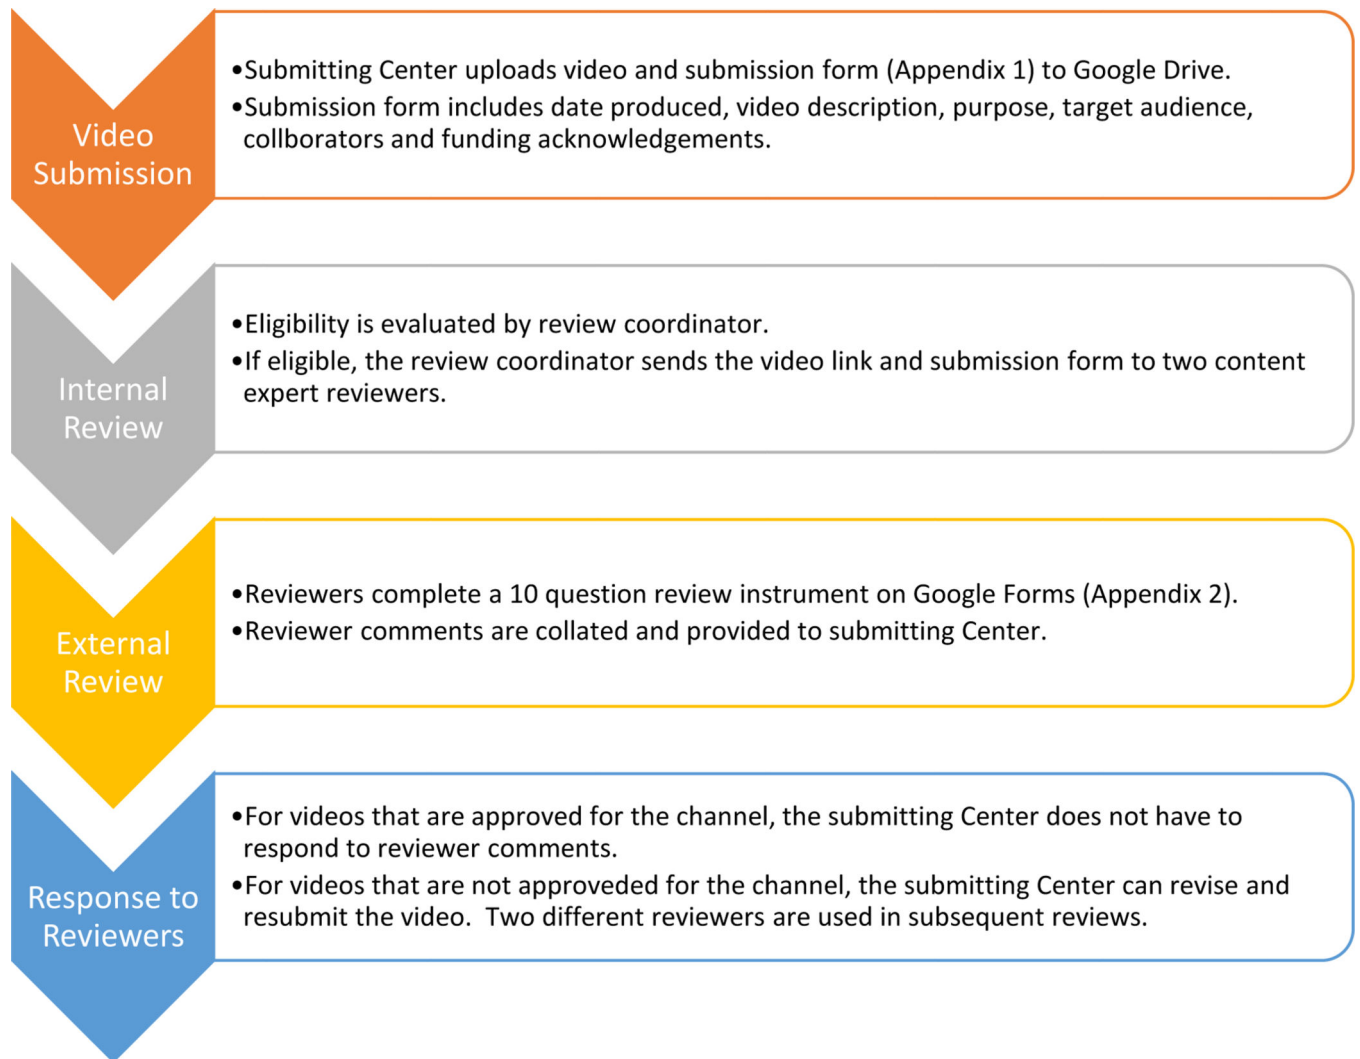 Video
Submission
•Submitting Center uploads video and submission form (Appendix 1) to Google Drive.
•Submission form includes date produced, video description, purpose, target audience,
collborators and funding acknowledgements.
Internal
Review
•Eligibility is evaluated by review coordinator.
•If eligible, the review coordinator sends the video link and submission form to two content
expert reviewers.
External
Review
•Reviewers complete a 10 question review instrument on Google Forms (Appendix 2).
•Reviewer comments are collated and provided to submitting Center.
Response to
Reviewers
•For videos that are approved for the channel, the submitting Center does not have to
respond to reviewer comments.
•For videos that are not approveded for the channel, the submitting Center can revise and
resubmit the video.  Two different reviewers are used in subsequent reviews.